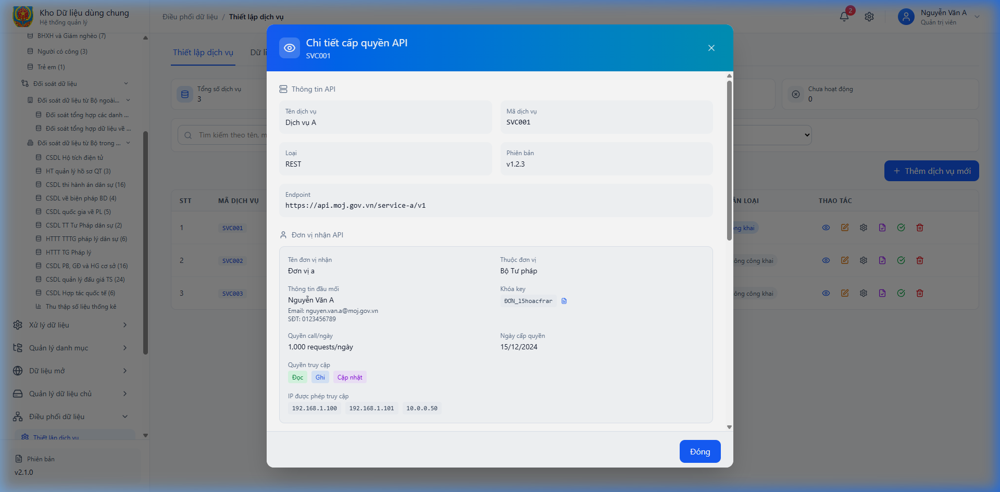 Kho Dữ liệu dùng chung
Hệ thống quản lý
BHXH và Giảm nghèo (7)
Người có công (3)
Trẻ em (1)
Đối soát dữ liệu
Đối soát dữ liệu từ Bộ ngoài...
Đối soát tổng hợp các danh ...
Đối soát tổng hợp dữ liệu về ...
Đối soát dữ liệu từ Bộ trong ...
CSDL Hộ tịch điện tử
HT quản lý hồ sơ QT (3)
CSDL thi hành án dân sự (16)
CSDL về biện pháp BD (4)
CSDL quốc gia về PL (5)
CSDL TT Tư Pháp dân sự (2)
HTTT TTTG pháp lý dân sự (6)
HTTT TG Pháp lý
CSDL PB, GĐ và HG cơ sở (16)
CSDL quản lý đấu giá TS (24)
CSDL Hợp tác quốc tế (6)
Thu thập số liệu thống kê
Xử lý dữ liệu
Quản lý danh mục
Dữ liệu mở
Quản lý dữ liệu chủ
Điều phối dữ liệu
Thiết lập dịch vụ
Phiên bản
v2.1.0
Điều phối dữ liệu / Thiết lập dịch vụ
2
Nguyễn Văn A
Quản trị viên
Thiết lập dịch vụ
Dữ li
Tổng số dịch vụ
3
Chưa hoạt động
0
Tìm kiếm theo tên, m
Thêm dịch vụ mới
STT MÃ DỊCH VỤ ÂN LOẠI THAO TÁC
1 SVC001 ông khai
2 SVC002 ông công khai
3 SVC003 ông công khai
Chi tiết cấp quyền API
SVC001
Thông tin API
Tên dịch vụ
Dịch vụ A
Mã dịch vụ
SVC001
Loại
REST
Phiên bản
v1.2.3
Endpoint
https://api.moj.gov.vn/service-a/v1
Đơn vị nhận API
Tên đơn vị nhận
Đơn vị a
Thuộc đơn vị
Bộ Tư pháp
Thông tin đầu mối
Nguyễn Văn A
Email: nguyen.van.a@moj.gov.vn
SĐT: 0123456789
Khóa key
ĐƠN_l5hoacfrar
Quyền call/ngày
1,000 requests/ngày
Ngày cấp quyền
15/12/2024
Quyền truy cập
Đọc Ghi Cập nhật
IP được phép truy cập
192.168.1.100 192.168.1.101 10.0.0.50
Đóng